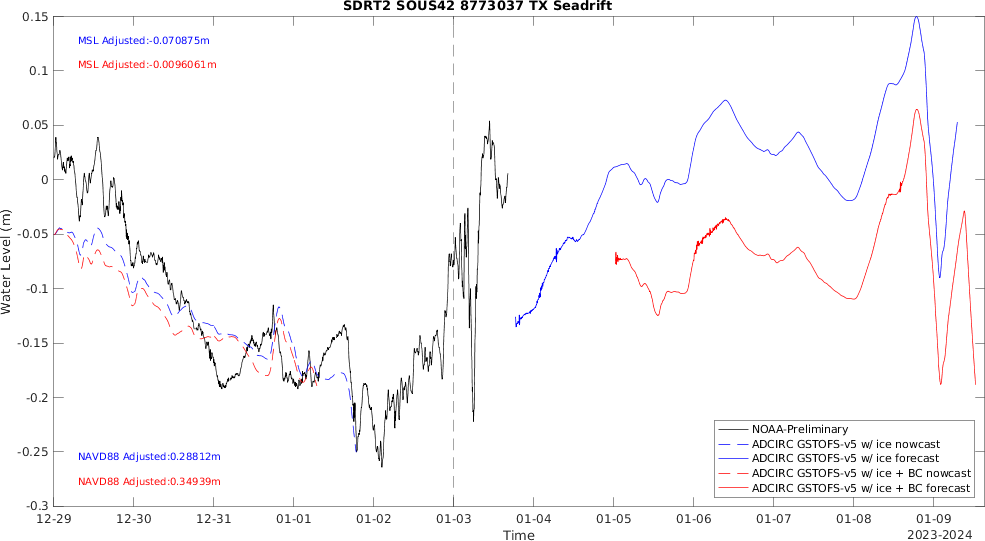 SDRT2 SOUS42 8773037 TX Seadrift
MSL Adjusted:-0.070875m
MSL Adjusted:-0.0096061m
NAVD88 Adjusted:0.28812m
NAVD88 Adjusted:0.34939m
Water Level (m)
0.15
0.1
0.05
0
-0.05
-0.1
-0.15
-0.2
-0.25
-0.3
NOAA-Preliminary
ADCIRC GSTOFS-v5 w/ ice nowcast
ADCIRC GSTOFS-v5 w/ ice forecast
ADCIRC GSTOFS-v5 w/ ice + BC nowcast
ADCIRC GSTOFS-v5 w/ ice + BC forecast
12-29 12-30 12-31 01-01 01-02 01-03 01-04 01-05 01-06 01-07 01-08 01-09
Time
2023-2024